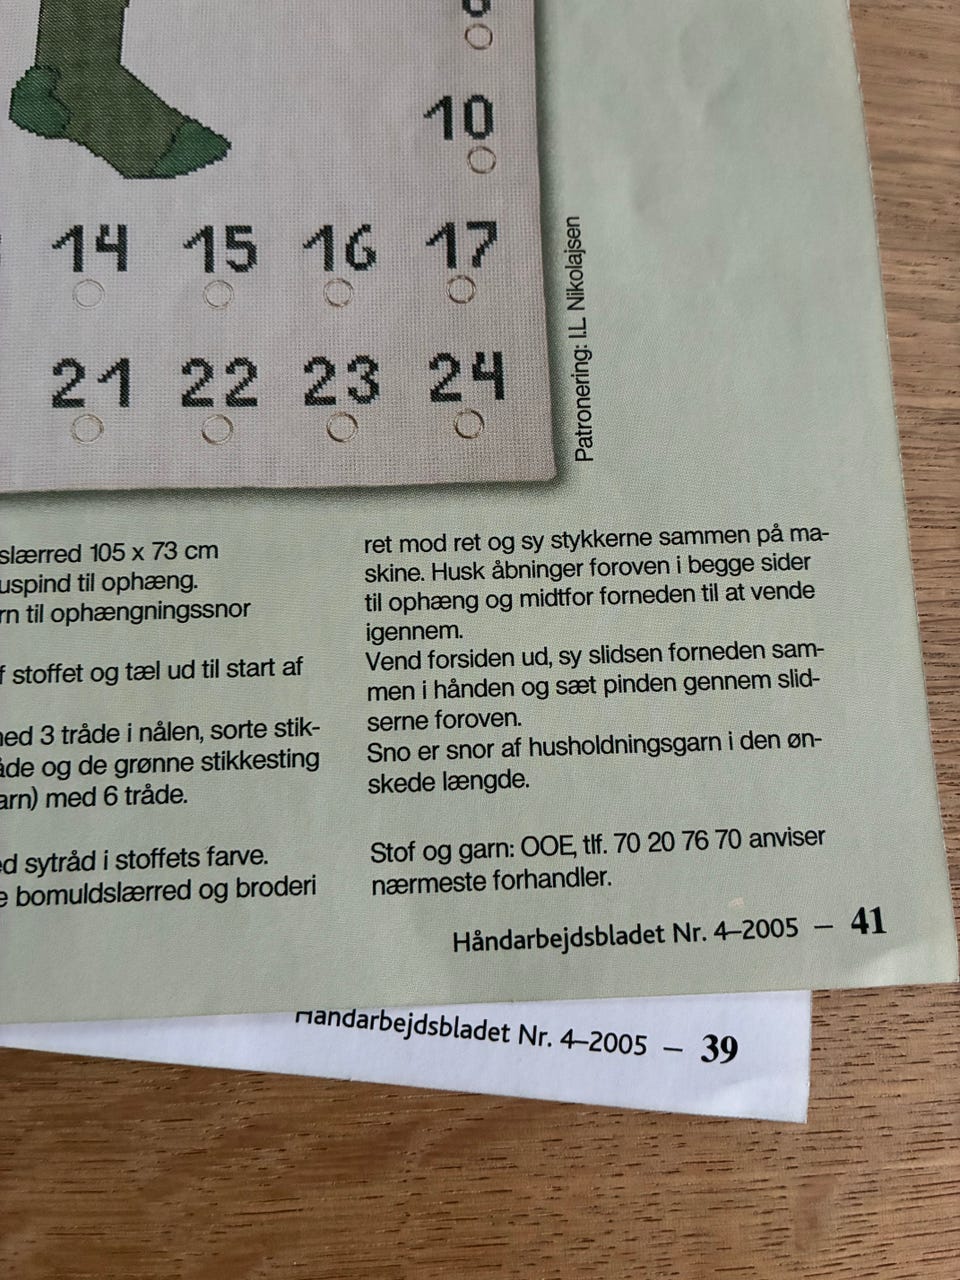 10
14 15 16 17
21 22 23 24
Patronering: I.L Nikolajsen
slærred 105 x 73 cm
uspind til ophæng.
rn til ophængningssnor
f stoffet og tæl ud til start af
ned 3 tråde i nålen, sorte stik-
åde og de grønne stikkesting
arn) med 6 tråde.
ed sytråd i stoffets farve.
e bomuldslærred og broderi
ret mod ret og sy stykkerne sammen på ma-
skine. Husk åbninger foroven i begge sider
til ophæng og midtfor forneden til at vende
igennem.
Vend forsiden ud, sy slidsen forneden sam-
men i hånden og sæt pinden gennem slid-
serne foroven.
Sno er snor af husholdningsgarn i den øn-
skede længde.
Stof og garn: OOE, tlf. 70 20 76 70 anviser
nærmeste forhandler.
Håndarbejdsbladet Nr. 4–2005 – 41
Håndarbejdsbladet Nr. 4–2005 – 39